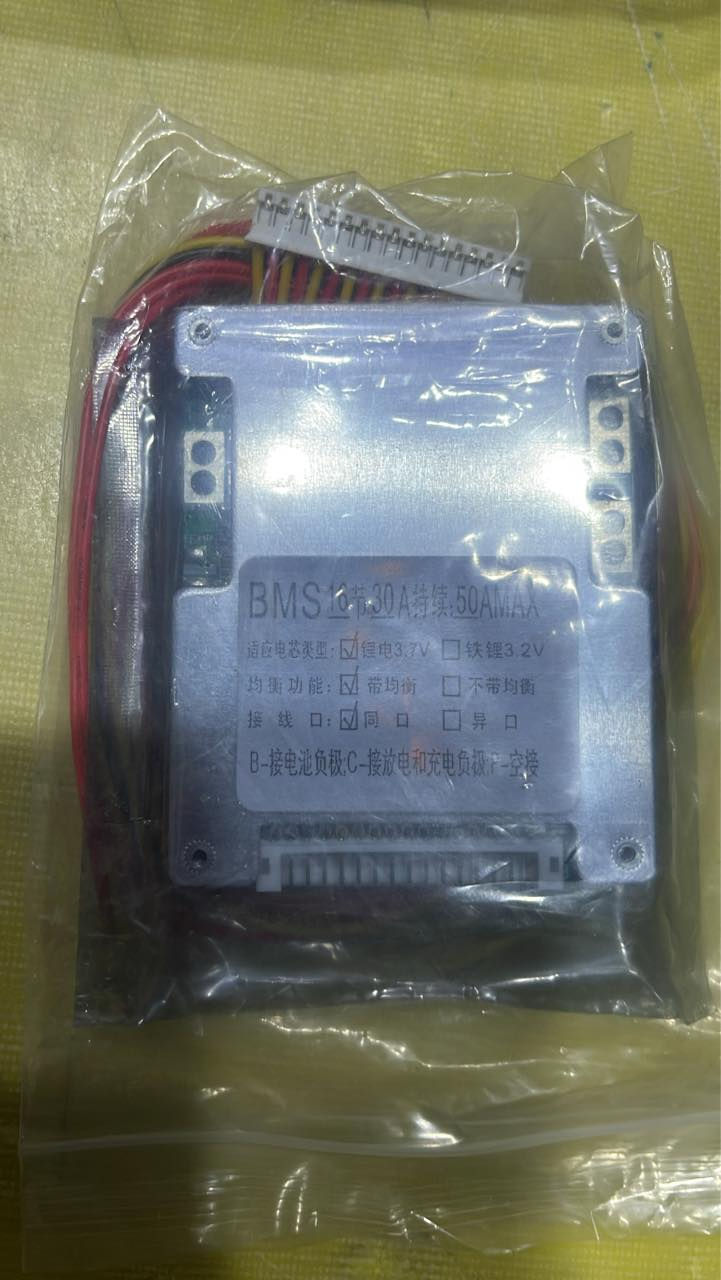 BMS 16节 30A持续;50AMAX
适应电芯类型:☑锂电3.7V □铁锂3.2V
均衡功能:☑带均衡 □不带均衡
接线口:☑同口 □异口
B-接电池负极;C-接放电和充电负极;P-空接